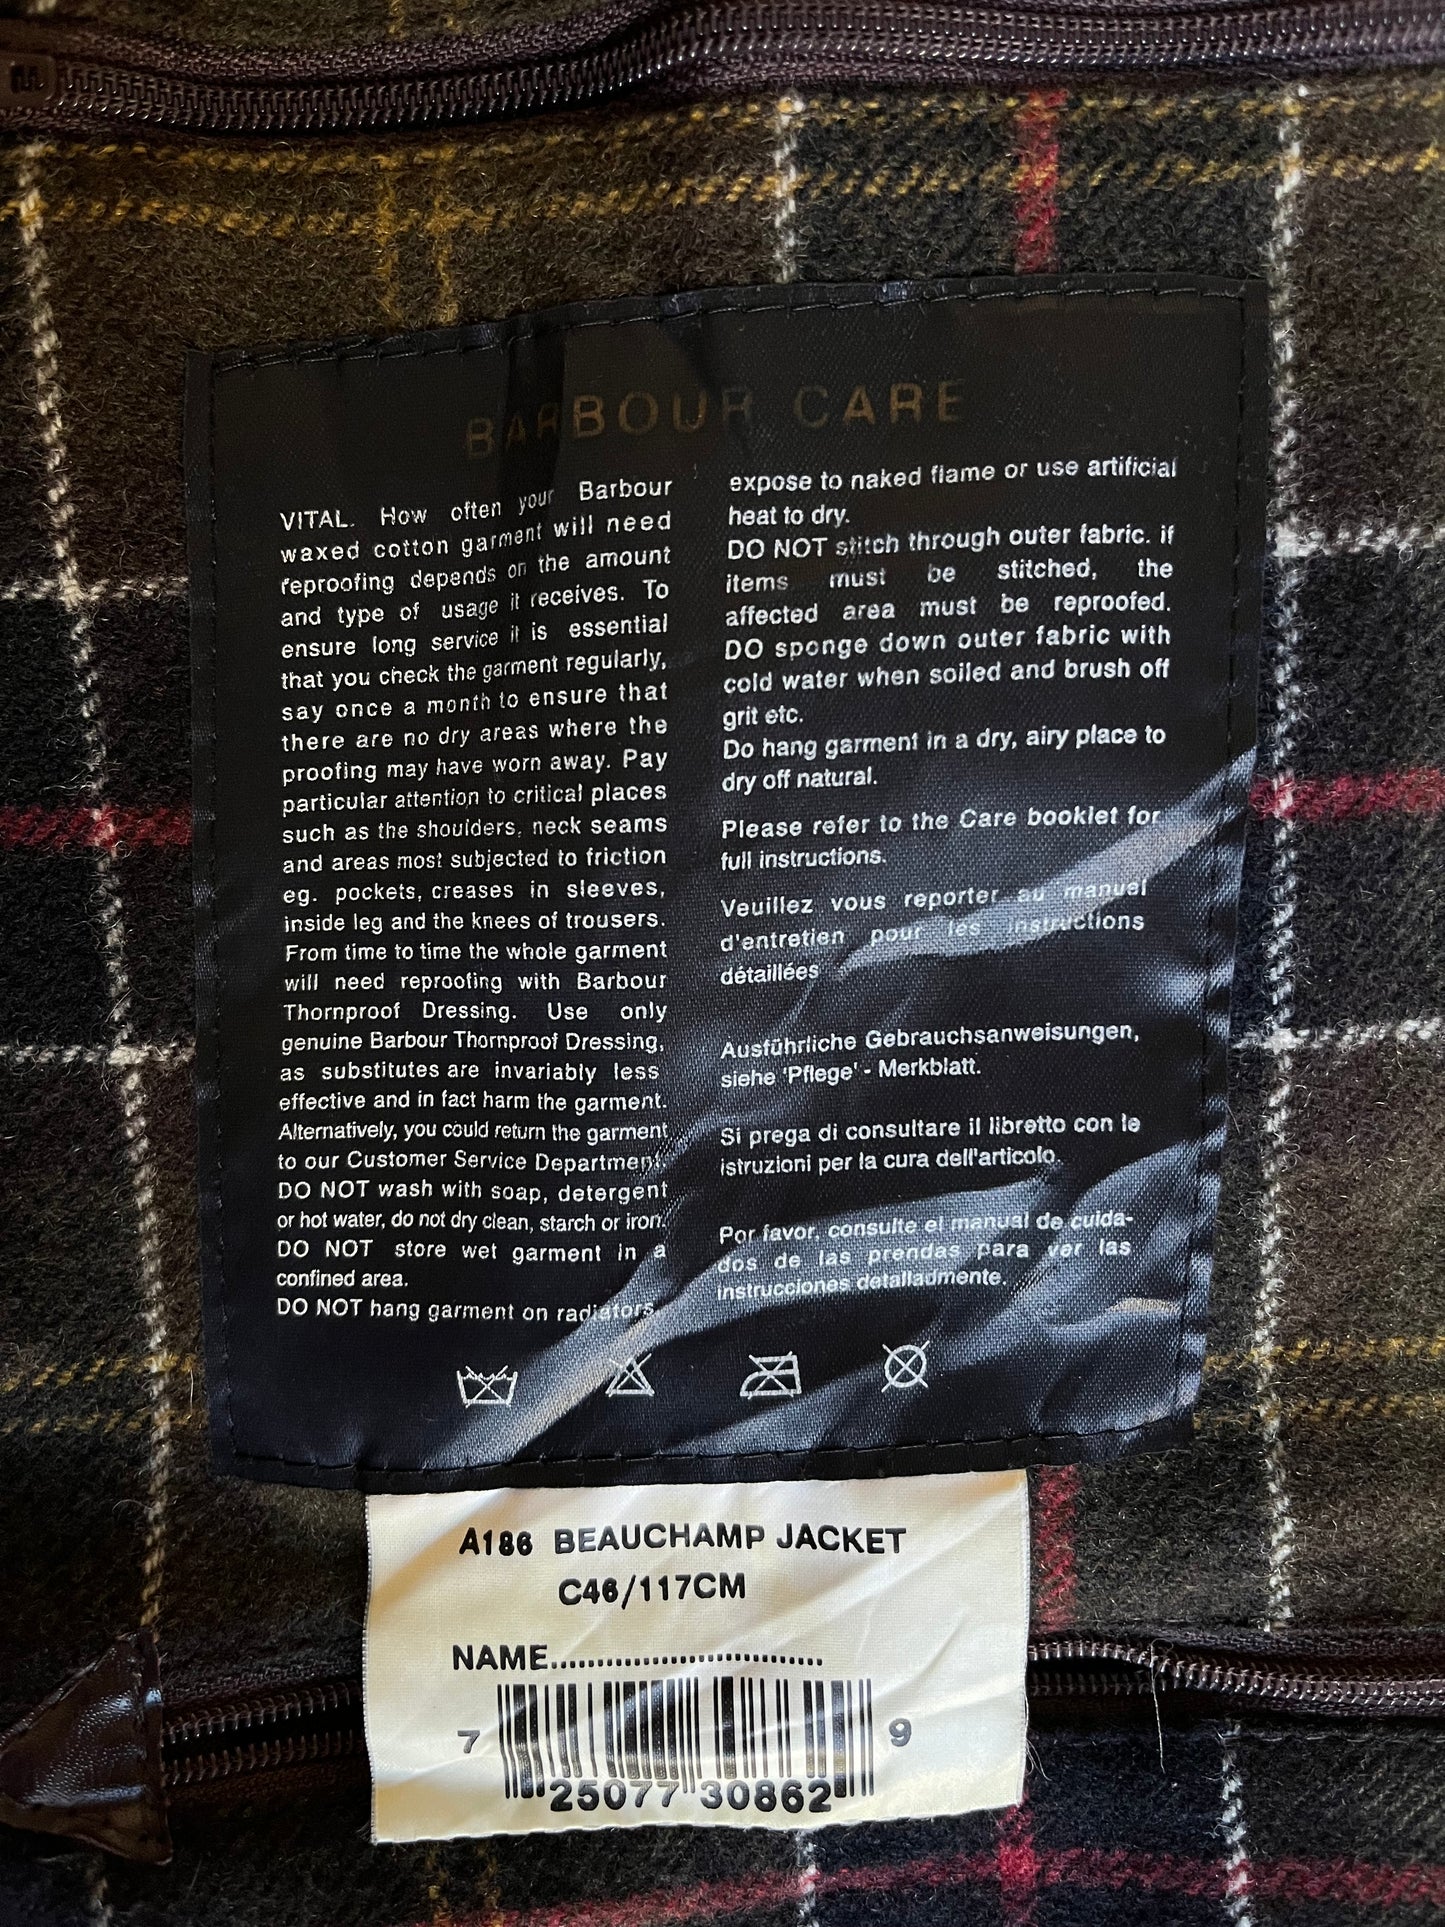 BARBOUR CARE
VITAL. How often your Barbour
waxed cotton garment will need
reproofing depends on the amount
and type of usage it receives. To
ensure long service it is essential
that you check the garment regularly,
say once a month to ensure that
there are no dry areas where the
proofing may have worn away. Pay
particular attention to critical places
such as the shoulders, neck seams
and areas most subjected to friction
eg. pockets, creases in sleeves,
inside leg and the knees of trousers.
From time to time the whole garment
will need reproofing with Barbour
Thornproof Dressing. Use only
genuine Barbour Thornproof Dressing,
as substitutes are invariably less
effective and in fact harm the garment.
Alternatively, you could return the garment
to our Customer Service Department.
DO NOT wash with soap, detergent
or hot water, do not dry clean, starch or iron.
DO NOT store wet garment in a
confined area.
DO NOT hang garment on radiators,
expose to naked flame or use artificial
heat to dry.
DO NOT stitch through outer fabric. if
items must be stitched, the
affected area must be reproofed.
DO sponge down outer fabric with
cold water when soiled and brush off
grit etc.
Do hang garment in a dry, airy place to
dry off natural.
Please refer to the Care booklet for
full instructions.
Veuillez vous reporter au manuel
d'entretien pour les instructions
détaillées
Ausführliche Gebrauchsanweisungen,
siehe 'Pflege' - Merkblatt.
Si prega di consultare il libretto con le
istruzioni per la cura dell'articolo.
Por favor, consulte el manual de cuida-
dos de las prendas para ver las
instrucciones detalladmente.
A186 BEAUCHAMP JACKET
C46/117CM
NAME..............................
7 25077 30862 9